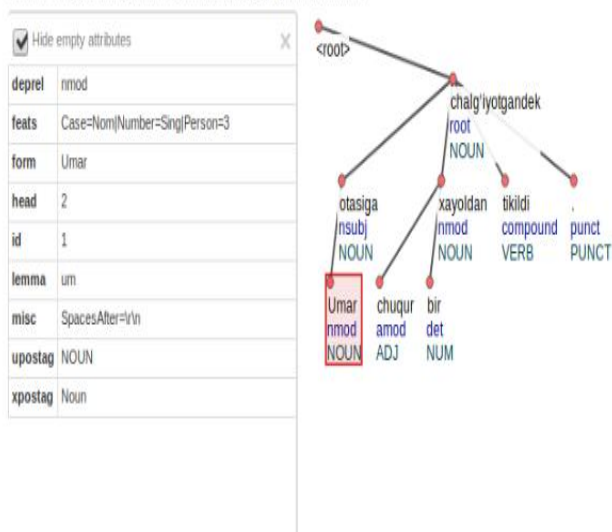 Hide empty attributes
deprel nmod
feats Case=Nom|Number=Sing|Person=3
form Umar
head 2
id 1
lemma um
misc SpacesAfter=\r\n
upostag NOUN
xpostag Noun
<root>
chalg'iyotgandek
root
NOUN
otasiga xayoldan tikildi .
nsubj nmod compound punct
NOUN NOUN VERB PUNCT
Umar chuqur bir
nmod amod det
NOUN ADJ NUM